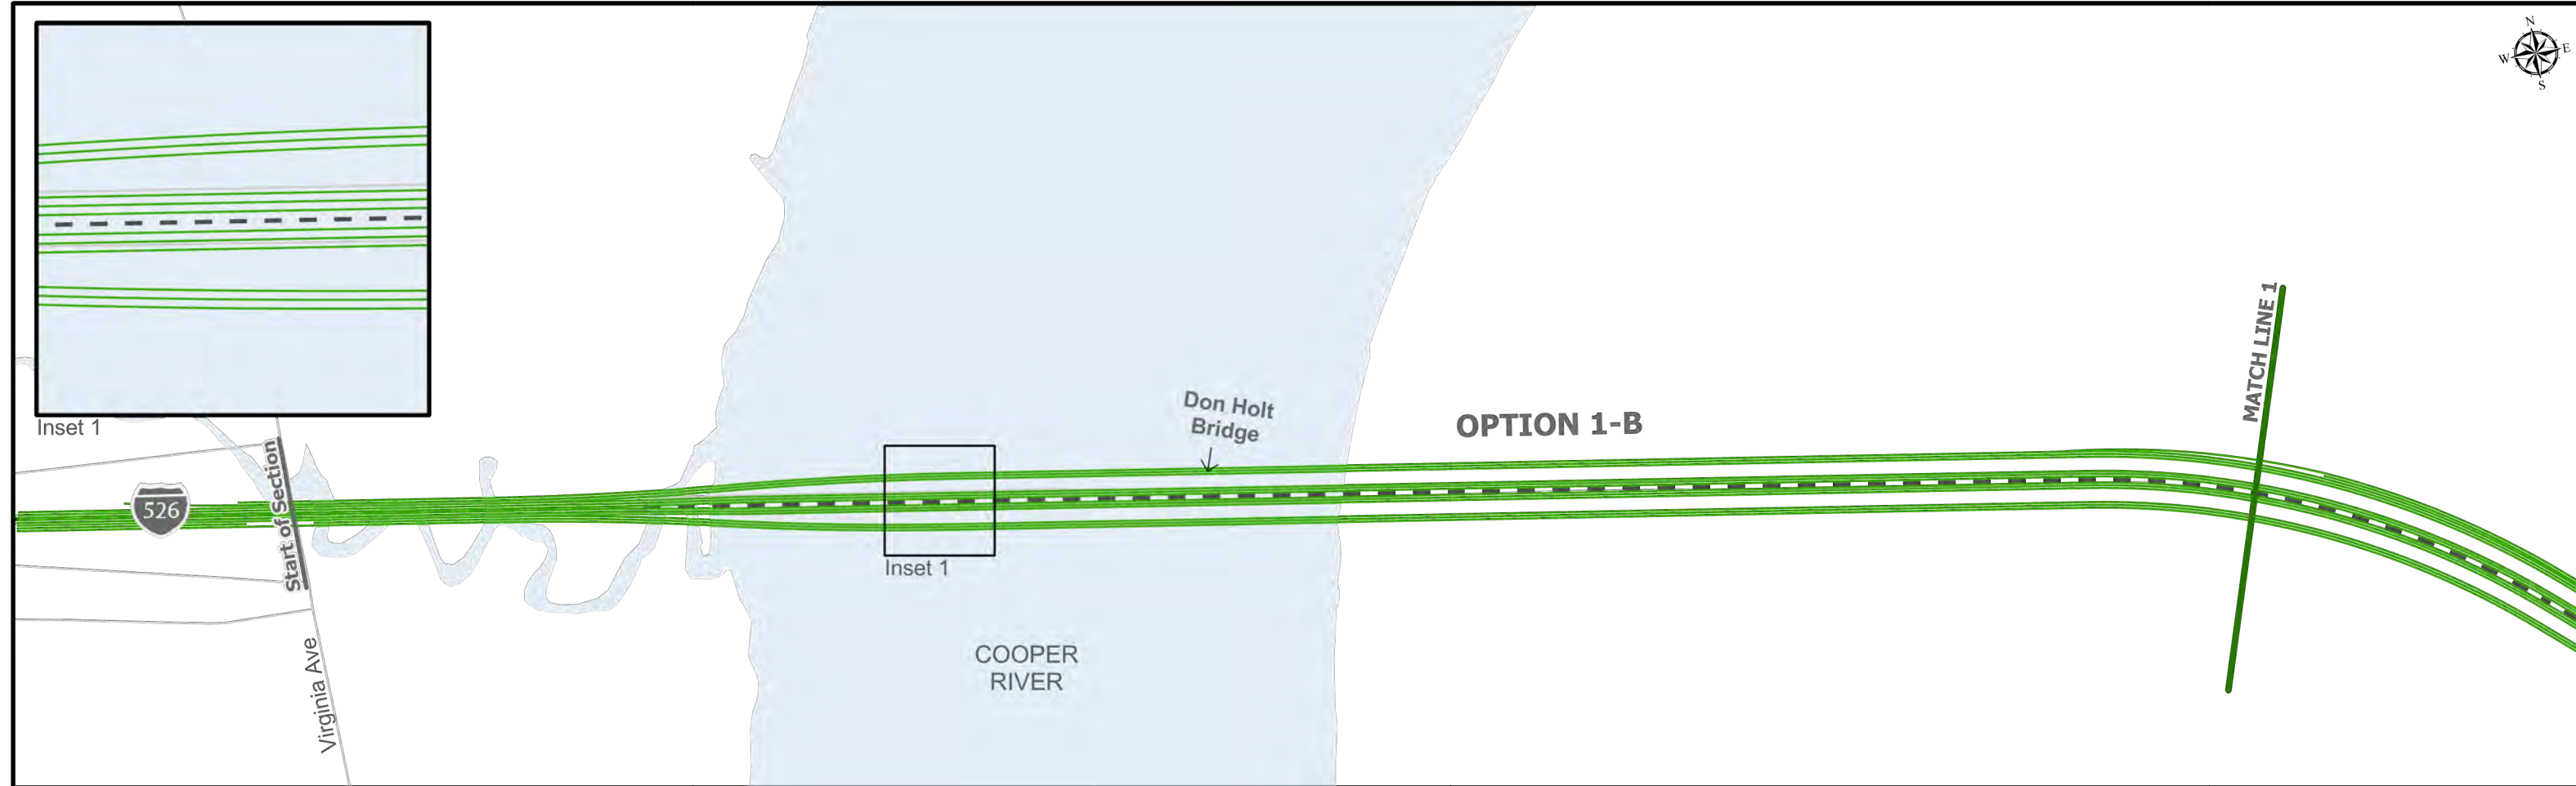 N
W
E
S
Inset 1
526
Start of Section
Virginia Ave
Don Holt
Bridge
Inset 1
COOPER
RIVER
OPTION 1-B
MATCH LINE 1